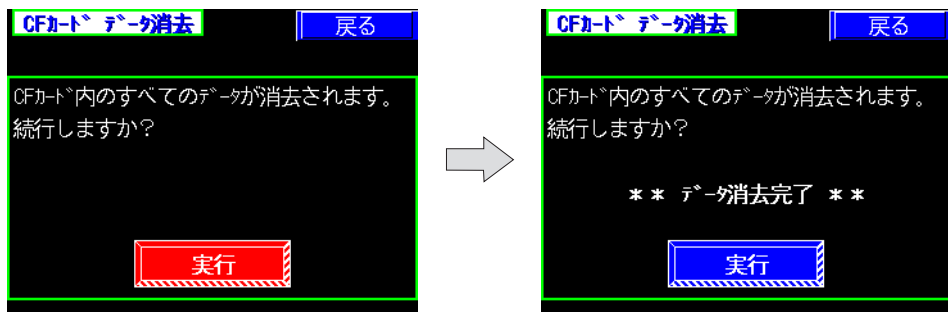 CFｶｰﾄﾞ ﾃﾞｰﾀ消去
戻る
CFｶｰﾄﾞ内のすべてのﾃﾞｰﾀが消去されます。
続行しますか？
実行
CFｶｰﾄﾞ ﾃﾞｰﾀ消去
戻る
CFｶｰﾄﾞ内のすべてのﾃﾞｰﾀが消去されます。
続行しますか？
＊＊ ﾃﾞｰﾀ消去完了 ＊＊
実行